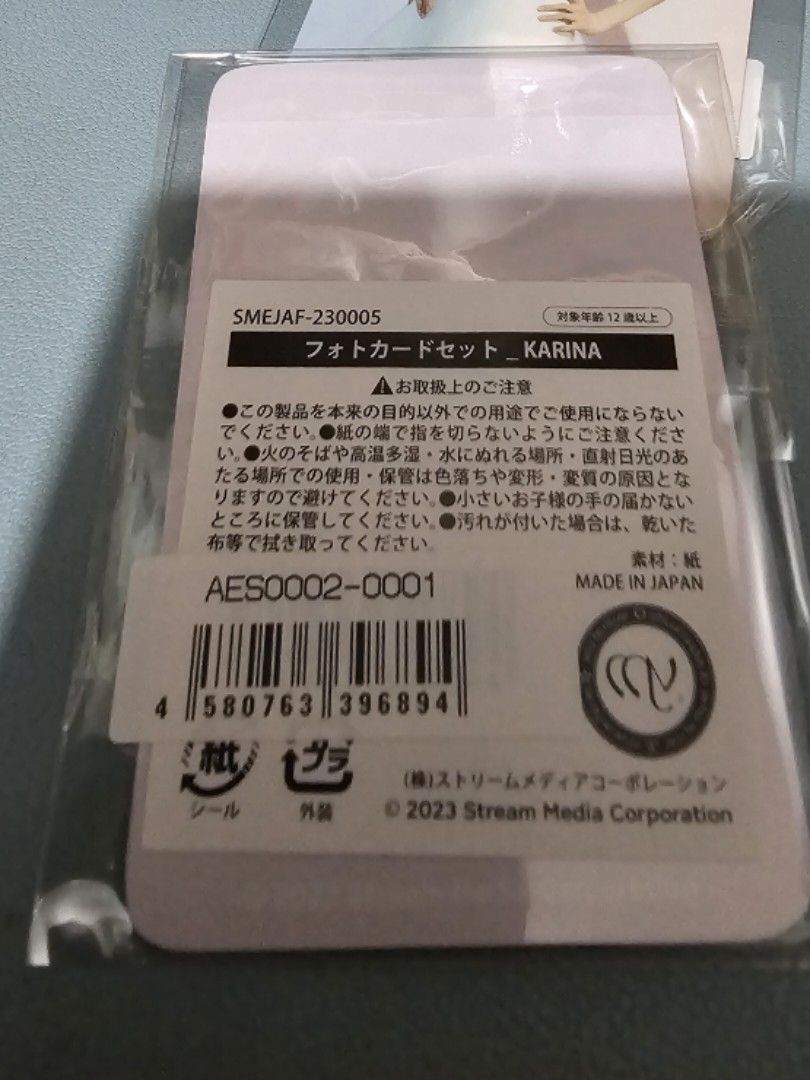 SMEJAF-230005
対象年齢 12 歳以上
フォトカードセット _ KARINA
お取扱上のご注意
●この製品を本来の目的以外での用途でご使用にならない
でください。●紙の端で指を切らないようにご注意くださ
い。●火のそばや高温多湿・水にぬれる場所・直射日光のあ
たる場所での使用・保管は色落ちや変形・変質の原因とな
りますので避けてください。●小さいお子様の手の届かない
ところに保管してください。●汚れが付いた場合は、乾いた
布等で拭き取ってください
素材：紙
MADE IN JAPAN
AES0002-0001
4 580763 396894
紙
プラ
シール
外装
(株)ストリームメディアコーポレーション
© 2023 Stream Media Corporation